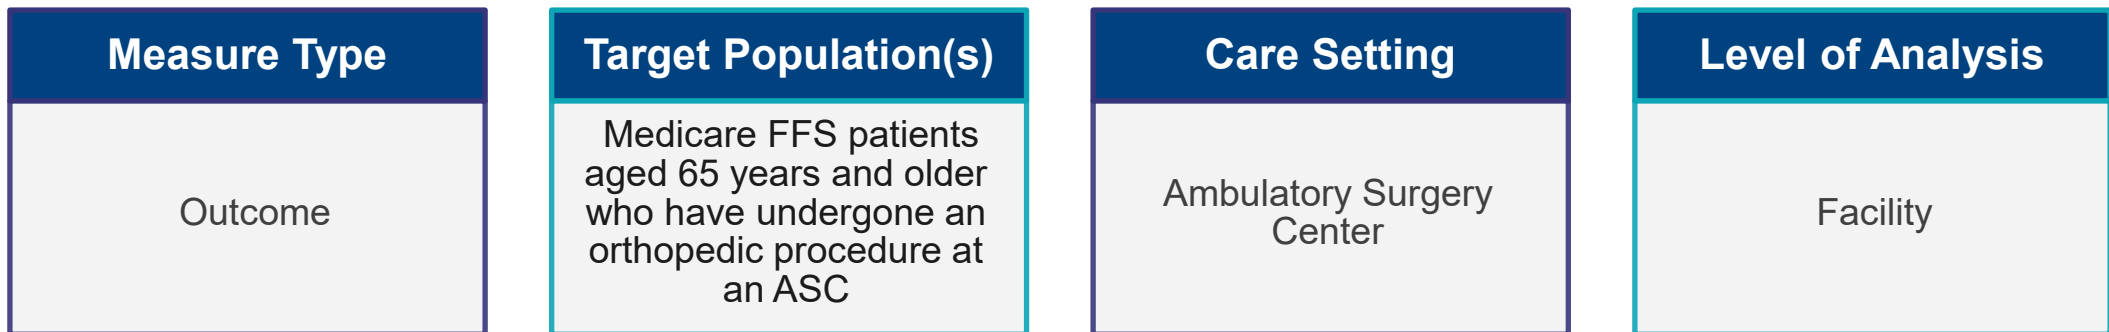 Measure Type
Outcome
Target Population(s)
Medicare FFS patients
aged 65 years and older
who have undergone an
orthopedic procedure at
an ASC
Care Setting
Ambulatory Surgery
Center
Level of Analysis
Facility